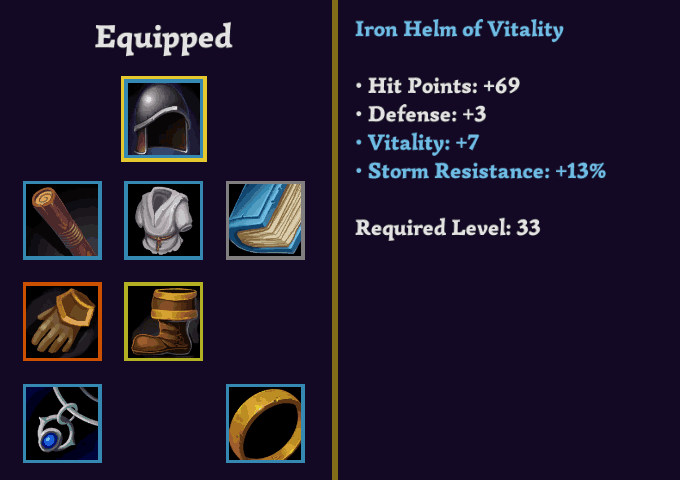 Equipped
Iron Helm of Vitality
• Hit Points: +69
• Defense: +3
• Vitality: +7
• Storm Resistance: +13%
Required Level: 33